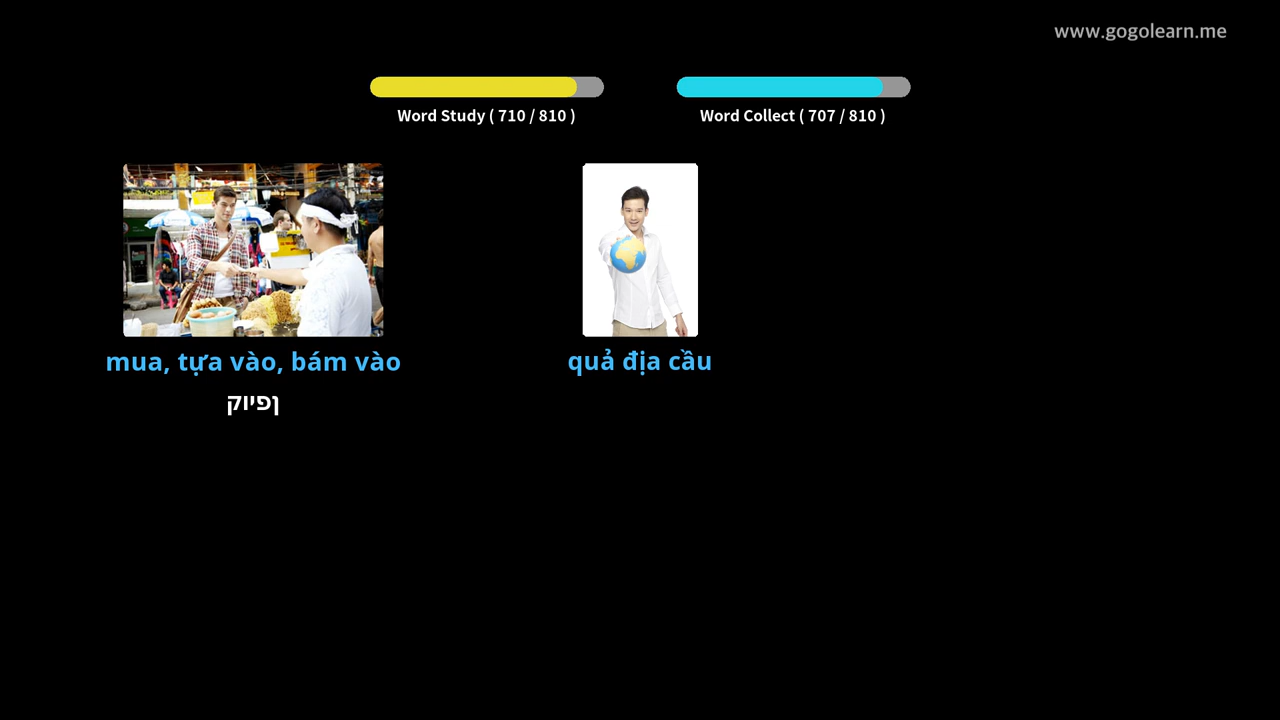 www.gogolearn.me
Word Study ( 710 / 810 )
Word Collect ( 707 / 810 )
mua, tựa vào, bám vào
ןפיוק
quả địa cầu